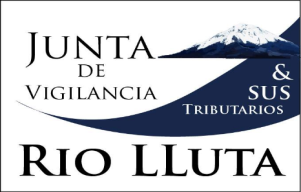 JUNTA
DE
VIGILANCIA
&
SUS
TRIBUTARIOS
RIO LLUTA